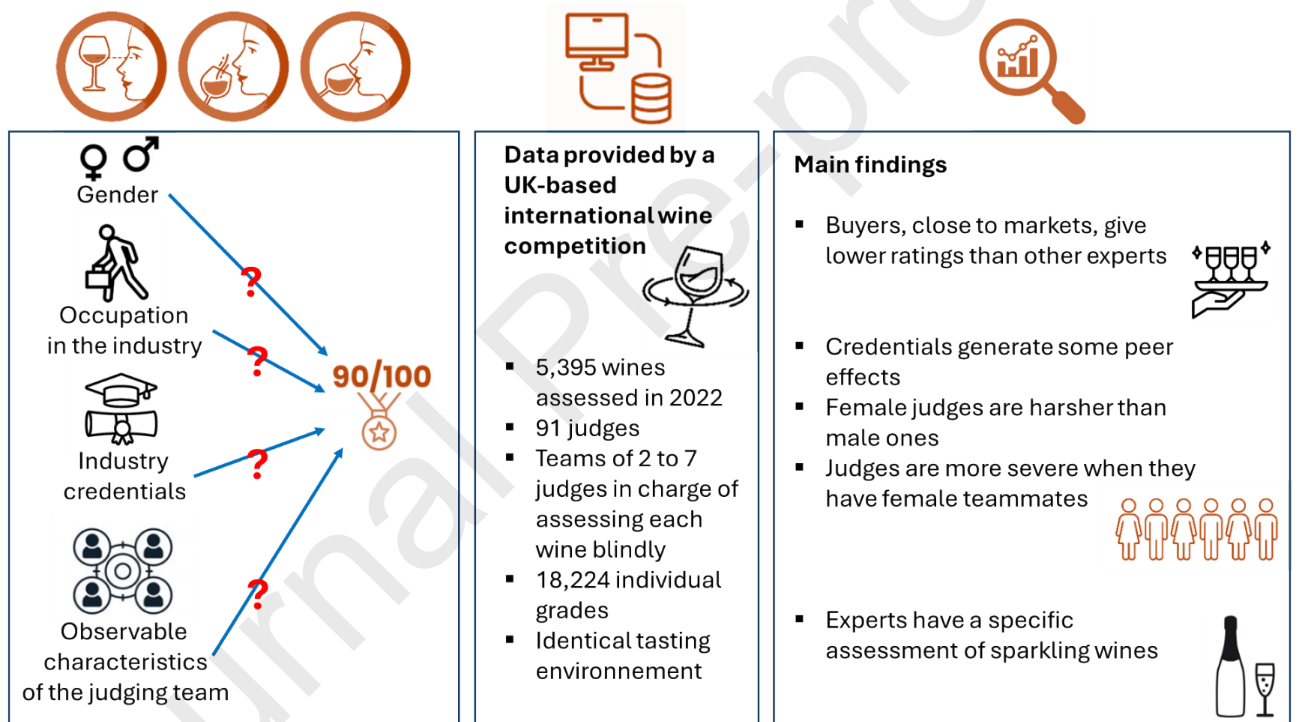 Gender
Occupation
in the industry
Industry
credentials
Observable
characteristics
of the judging team
?
?
?
?
90/100
Data provided by a
UK-based
international wine
competition
▪ 5,395 wines
assessed in 2022
▪ 91 judges
▪ Teams of 2 to 7
judges in charge of
assessing each
wine blindly
▪ 18,224 individual
grades
▪ Identical tasting
environnement
Main findings
▪ Buyers, close to markets, give
lower ratings than other experts
▪ Credentials generate some peer
effects
▪ Female judges are harsher than
male ones
▪ Judges are more severe when they
have female teammates
▪ Experts have a specific
assessment of sparkling wines
urnal Pre-pro